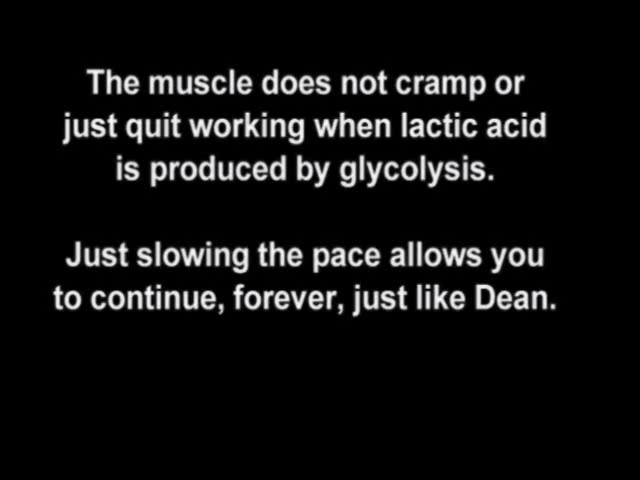 The muscle does not cramp or
just quit working when lactic acid
is produced by glycolysis.
Just slowing the pace allows you
to continue, forever, just like Dean.